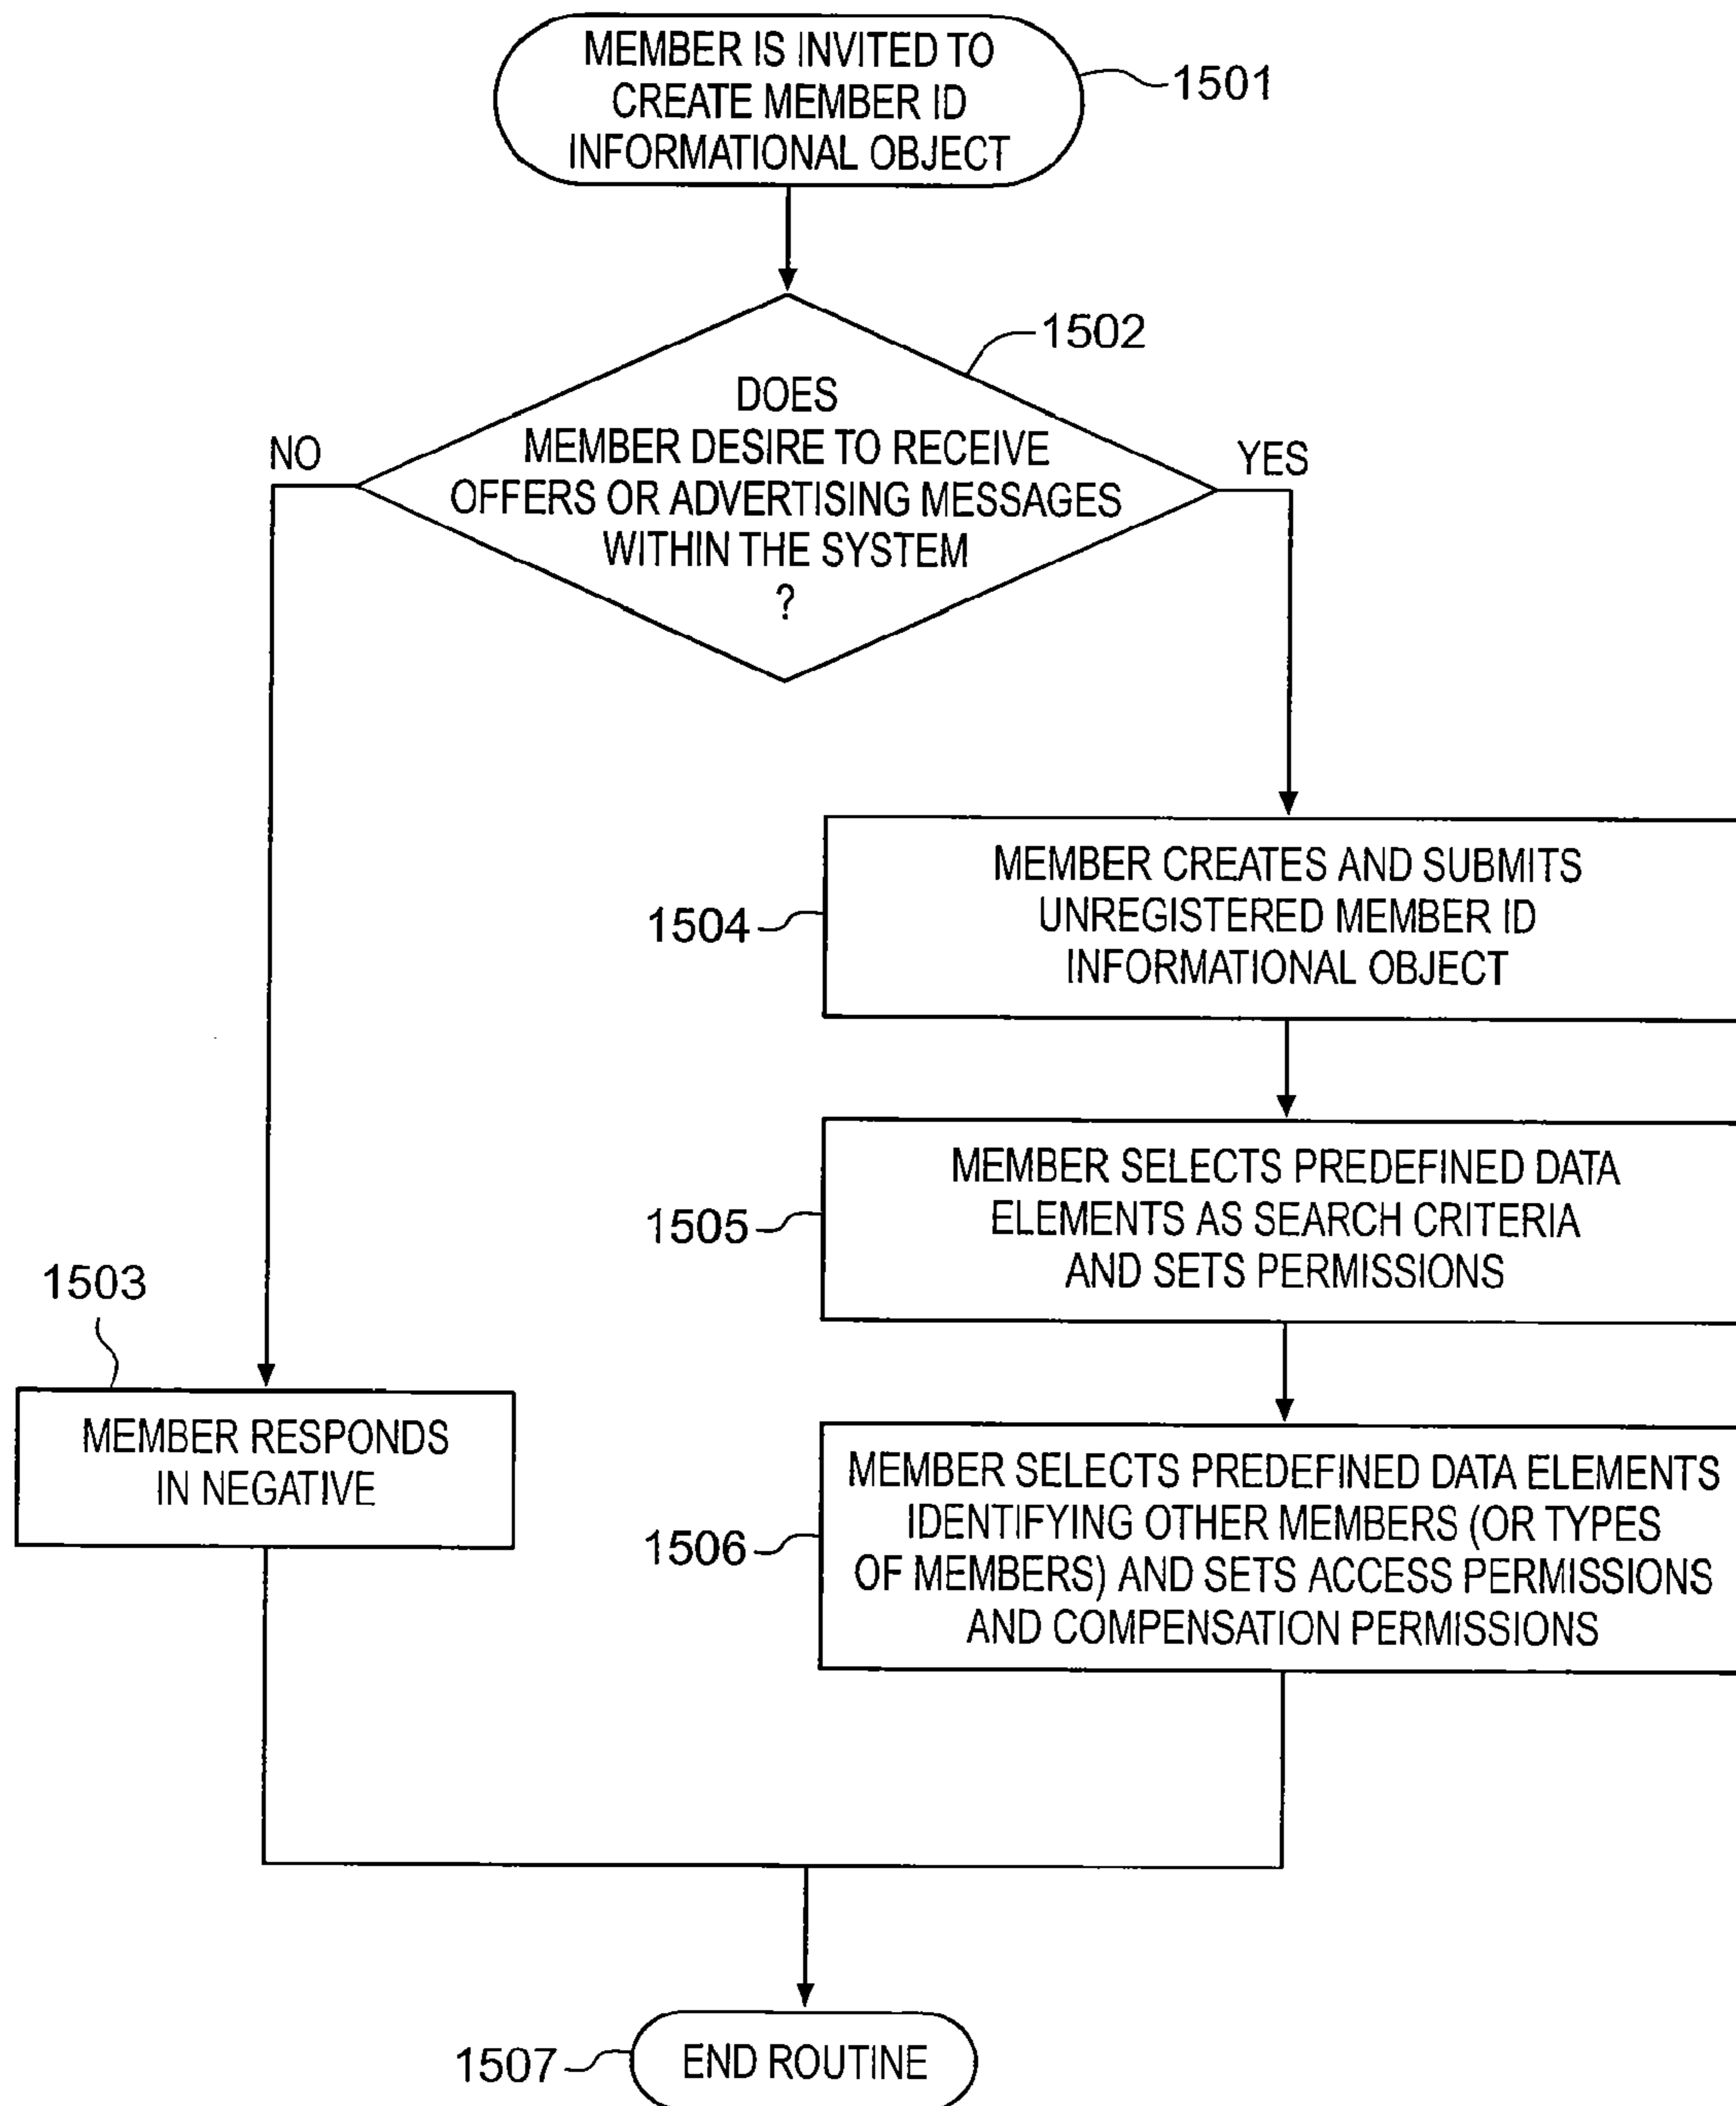 MEMBER IS INVITED TO
CREATE MEMBER ID
INFORMATIONAL OBJECT
1501
1502
DOES
MEMBER DESIRE TO RECEIVE
OFFERS OR ADVERTISING MESSAGES
WITHIN THE SYSTEM
?
NO
YES
MEMBER CREATES AND SUBMITS
UNREGISTERED MEMBER ID
INFORMATIONAL OBJECT
1504
MEMBER SELECTS PREDEFINED DATA
ELEMENTS AS SEARCH CRITERIA
AND SETS PERMISSIONS
1505
1503
MEMBER RESPONDS
IN NEGATIVE
MEMBER SELECTS PREDEFINED DATA ELEMENTS
IDENTIFYING OTHER MEMBERS (OR TYPES
OF MEMBERS) AND SETS ACCESS PERMISSIONS
AND COMPENSATION PERMISSIONS
1506
1507
END ROUTINE